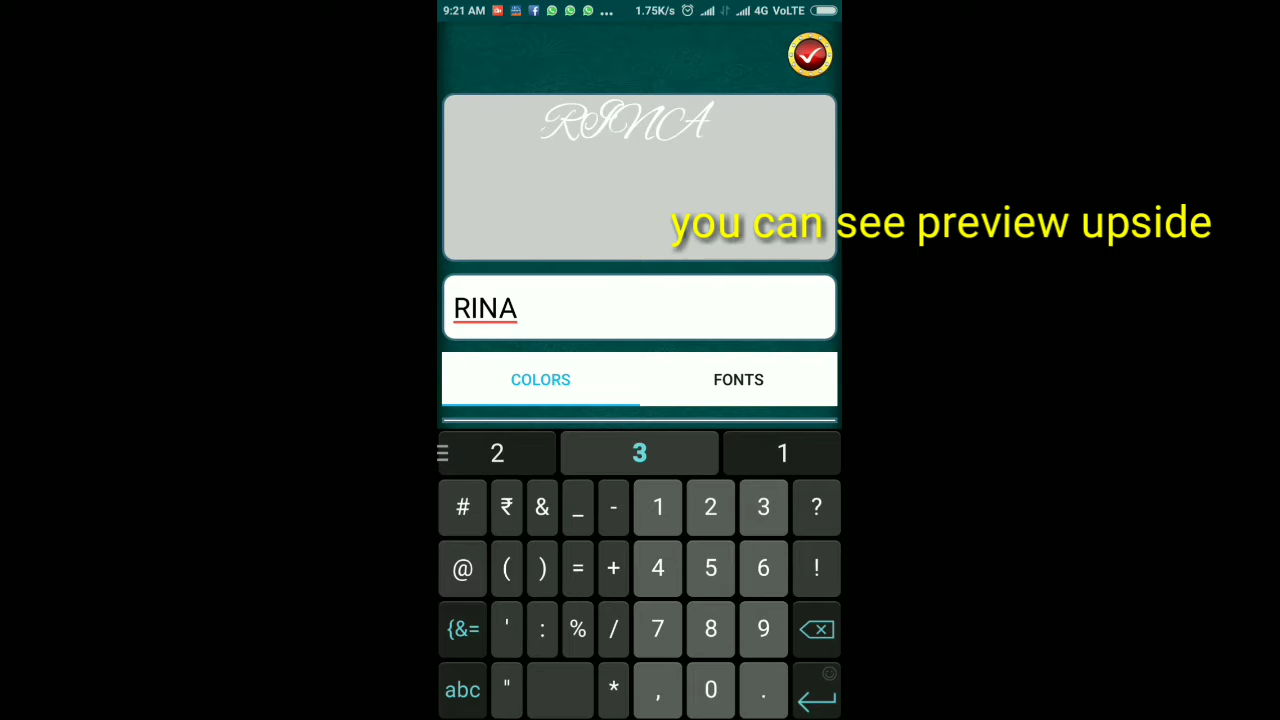 9:21 AM ... 1.75K/s 4G VoLTE
RINA
you can see preview upside
RINA
COLORS FONTS
2 3 1
# ₹ & _ - 1 2 3 ?
@ ( ) = + 4 5 6 !
{&= ' : % / 7 8 9
abc " * , 0 .